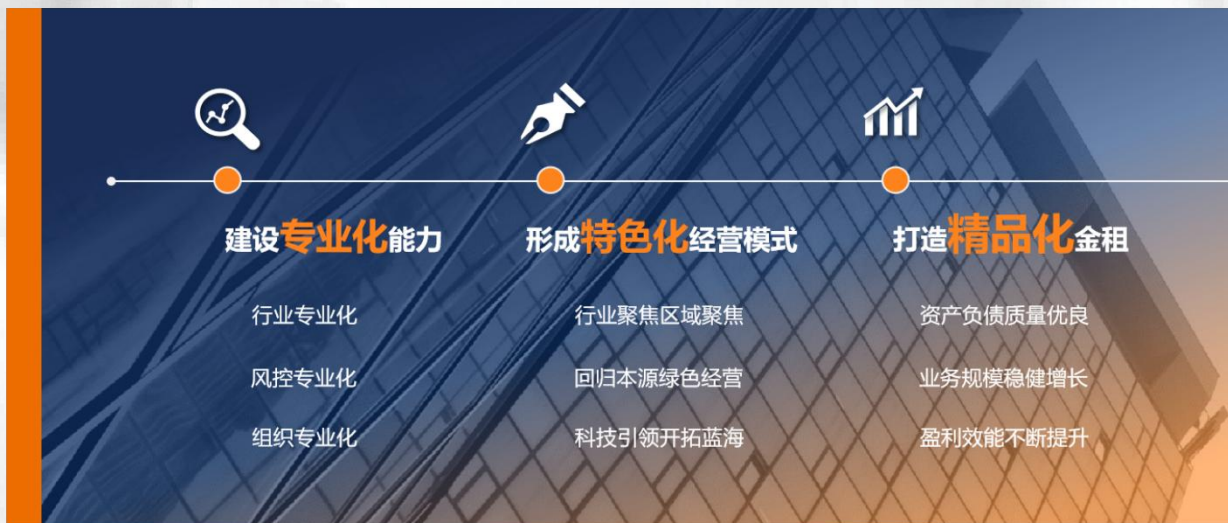 建设专业化能力
行业专业化
风控专业化
组织专业化
形成特色化经营模式
行业聚焦区域聚焦
回归本源绿色经营
科技引领开拓蓝海
打造精品化金租
资产负债质量优良
业务规模稳健增长
盈利效能不断提升